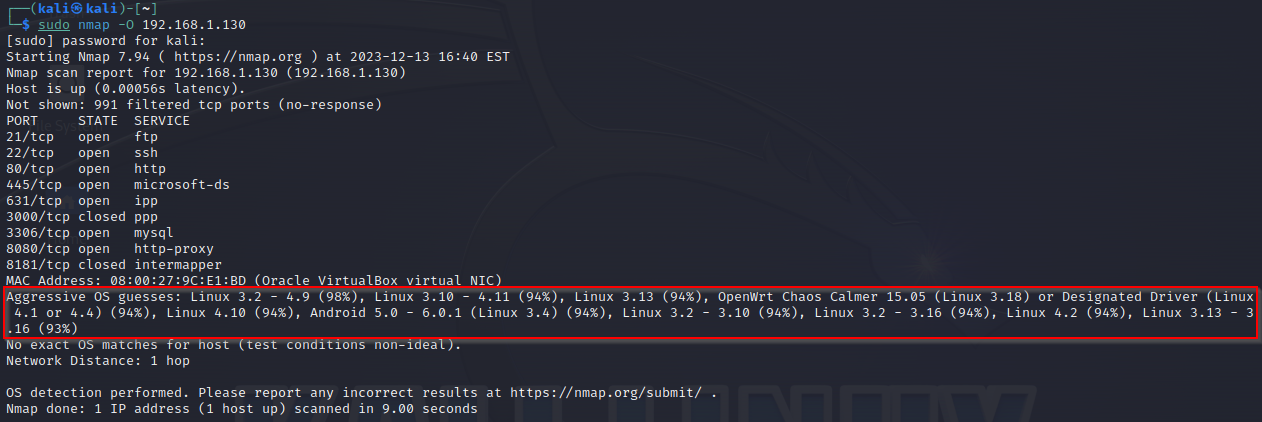 ┌──(kali㉿kali)-[~]
└─$ sudo nmap -O 192.168.1.130
[sudo] password for kali:
Starting Nmap 7.94 ( https://nmap.org ) at 2023-12-13 16:40 EST
Nmap scan report for 192.168.1.130 (192.168.1.130)
Host is up (0.00056s latency).
Not shown: 991 filtered tcp ports (no-response)
PORT     STATE  SERVICE
21/tcp   open   ftp
22/tcp   open   ssh
80/tcp   open   http
445/tcp  open   microsoft-ds
631/tcp  open   ipp
3000/tcp closed ppp
3306/tcp open   mysql
8080/tcp open   http-proxy
8181/tcp closed intermapper
MAC Address: 08:00:27:9C:E1:BD (Oracle VirtualBox virtual NIC)
Aggressive OS guesses: Linux 3.2 - 4.9 (98%), Linux 3.10 - 4.11 (94%), Linux 3.13 (94%), OpenWrt Chaos Calmer 15.05 (Linux 3.18) or Designated Driver (Linux
 4.1 or 4.4) (94%), Linux 4.10 (94%), Android 5.0 - 6.0.1 (Linux 3.4) (94%), Linux 3.2 - 3.10 (94%), Linux 3.2 - 3.16 (94%), Linux 4.2 (94%), Linux 3.13 - 3
.16 (93%)
No exact OS matches for host (test conditions non-ideal).
Network Distance: 1 hop
OS detection performed. Please report any incorrect results at https://nmap.org/submit/ .
Nmap done: 1 IP address (1 host up) scanned in 9.00 seconds